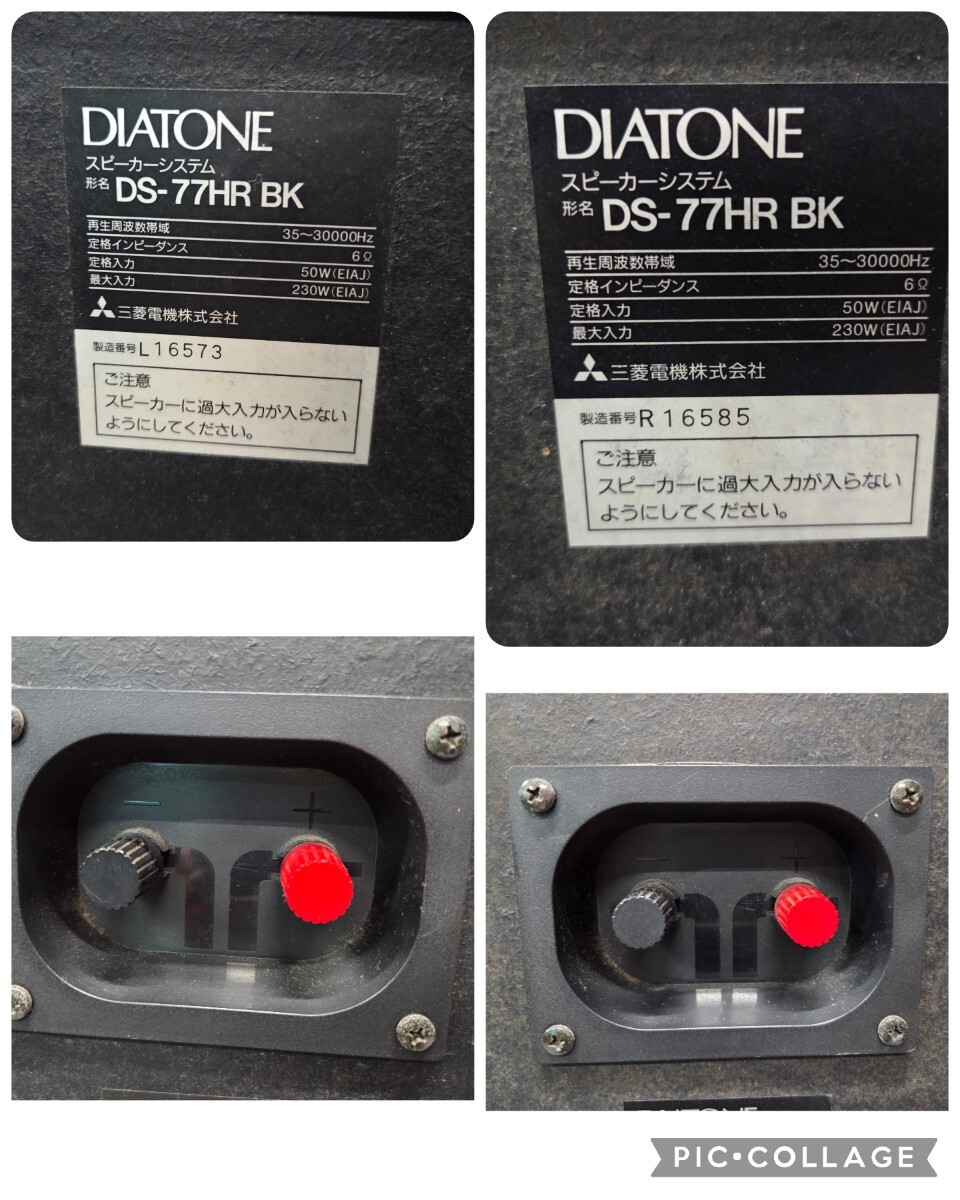 DIATONE
スピーカーシステム
形名 DS-77HR BK
再生周波数帯域 35～30000Hz
定格インピーダンス 6Ω
定格入力 50W(EIAJ)
最大入力 230W(EIAJ)
三菱電機株式会社
製造番号 L16573
ご注意
スピーカーに過大入力が入らない
ようにしてください。
DIATONE
スピーカーシステム
形名 DS-77HR BK
再生周波数帯域 35～30000Hz
定格インピーダンス 6Ω
定格入力 50W(EIAJ)
最大入力 230W(EIAJ)
三菱電機株式会社
製造番号 R16585
ご注意
スピーカーに過大入力が入らない
ようにしてください。
− +
− +
DIATONE
PIC•COLLAGE